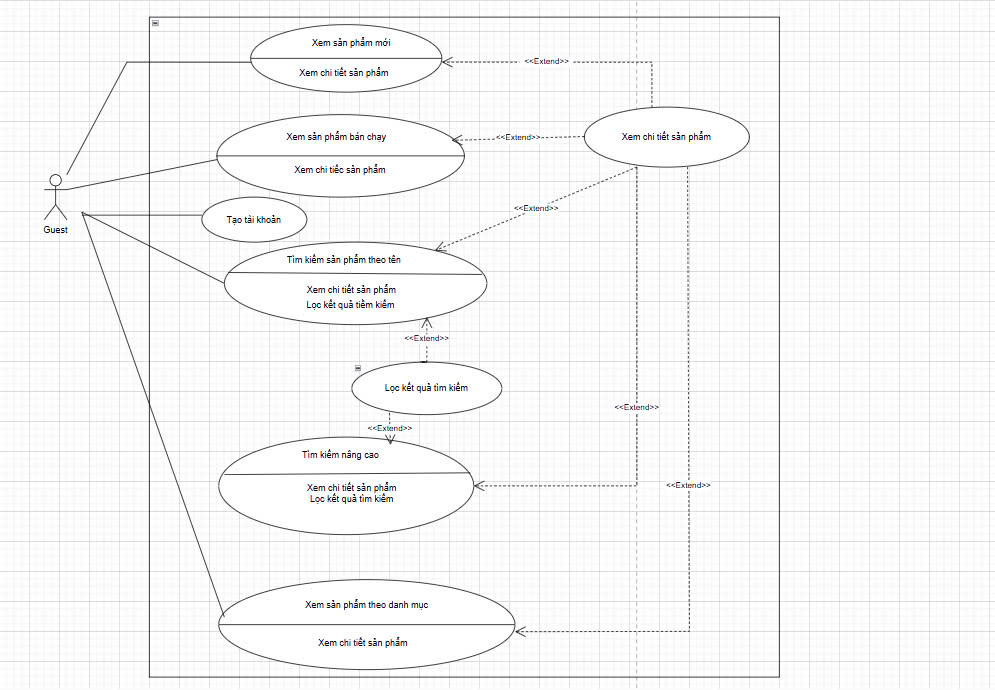 Xem sản phẩm mới
Xem chi tiết sản phẩm
<<Extend>>
Xem sản phẩm bán chạy
Xem chi tiếc sản phẩm
<<Extend>>
Xem chi tiết sản phẩm
Guest
Tạo tài khoản
<<Extend>>
Tìm kiếm sản phẩm theo tên
Xem chi tiết sản phẩm
Lọc kết quả tiềm kiếm
<<Extend>>
Lọc kết quả tìm kiếm
<<Extend>>
<<Extend>>
Tìm kiếm nâng cao
Xem chi tiết sản phẩm
Lọc kết quả tìm kiếm
<<Extend>>
Xem sản phẩm theo danh mục
Xem chi tiết sản phẩm